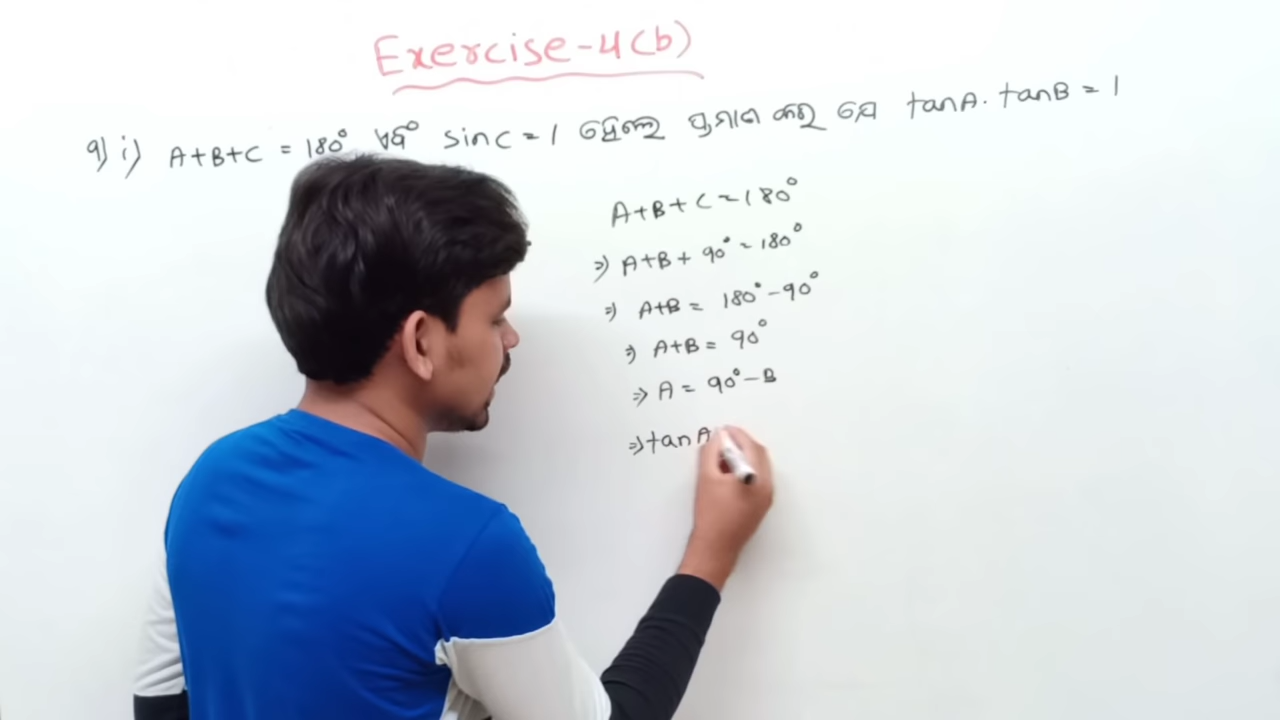 Exercise-4(b)
9) i) A+B+C = 180° ଏବଂ sinC = 1 ହେଲେ ପ୍ରମାଣ କର ଯେ tanA. tanB = 1
A+B+C = 180°
⇒) A+B + 90° = 180°
⇒) A+B = 180° - 90°
⇒) A+B = 90°
⇒ A = 90° - B
⇒) tan A